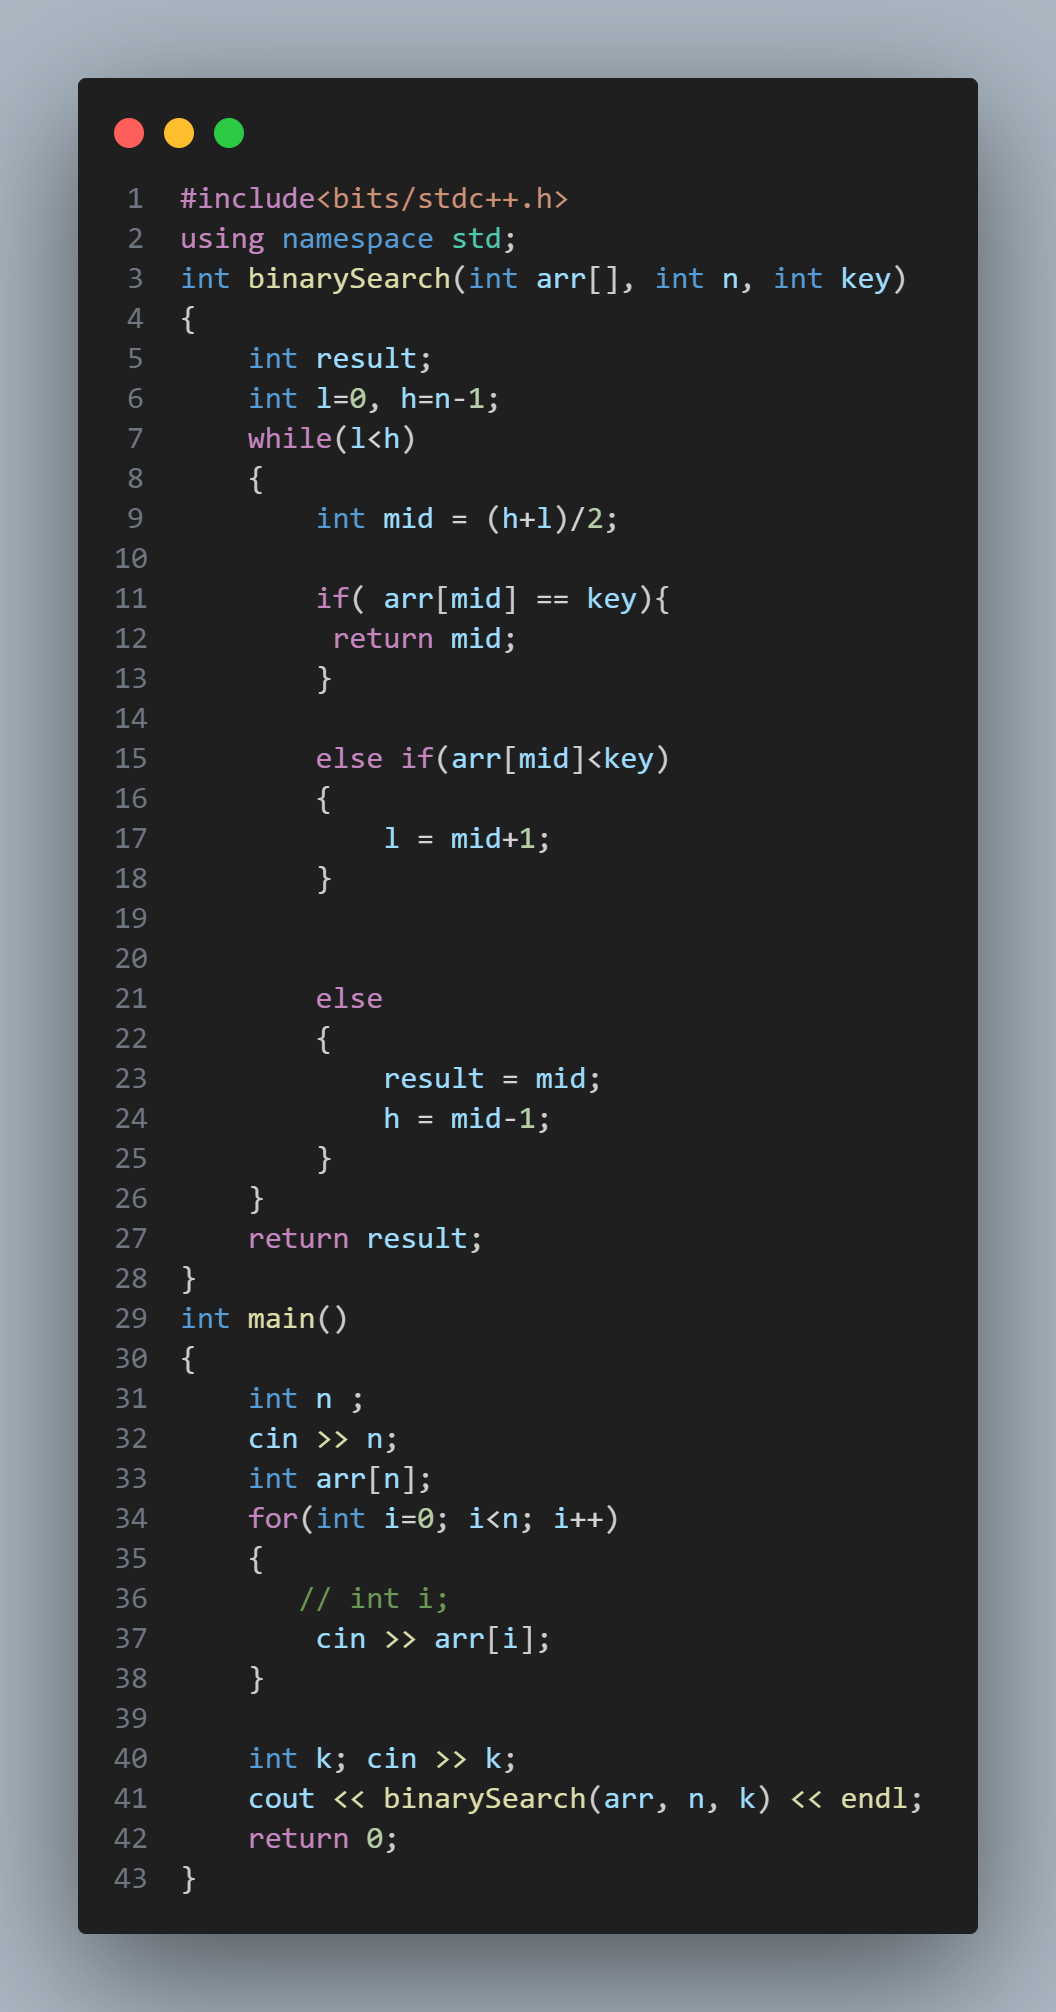 1 #include<bits/stdc++.h>
2 using namespace std;
3 int binarySearch(int arr[], int n, int key)
4 {
5     int result;
6     int l=0, h=n-1;
7     while(l<h)
8     {
9         int mid = (h+l)/2;
10
11         if( arr[mid] == key){
12          return mid;
13         }
14
15         else if(arr[mid]<key)
16         {
17             l = mid+1;
18         }
19
20
21         else
22         {
23             result = mid;
24             h = mid-1;
25         }
26     }
27     return result;
28 }
29 int main()
30 {
31     int n ;
32     cin >> n;
33     int arr[n];
34     for(int i=0; i<n; i++)
35     {
36        // int i;
37         cin >> arr[i];
38     }
39
40     int k; cin >> k;
41     cout << binarySearch(arr, n, k) << endl;
42     return 0;
43 }